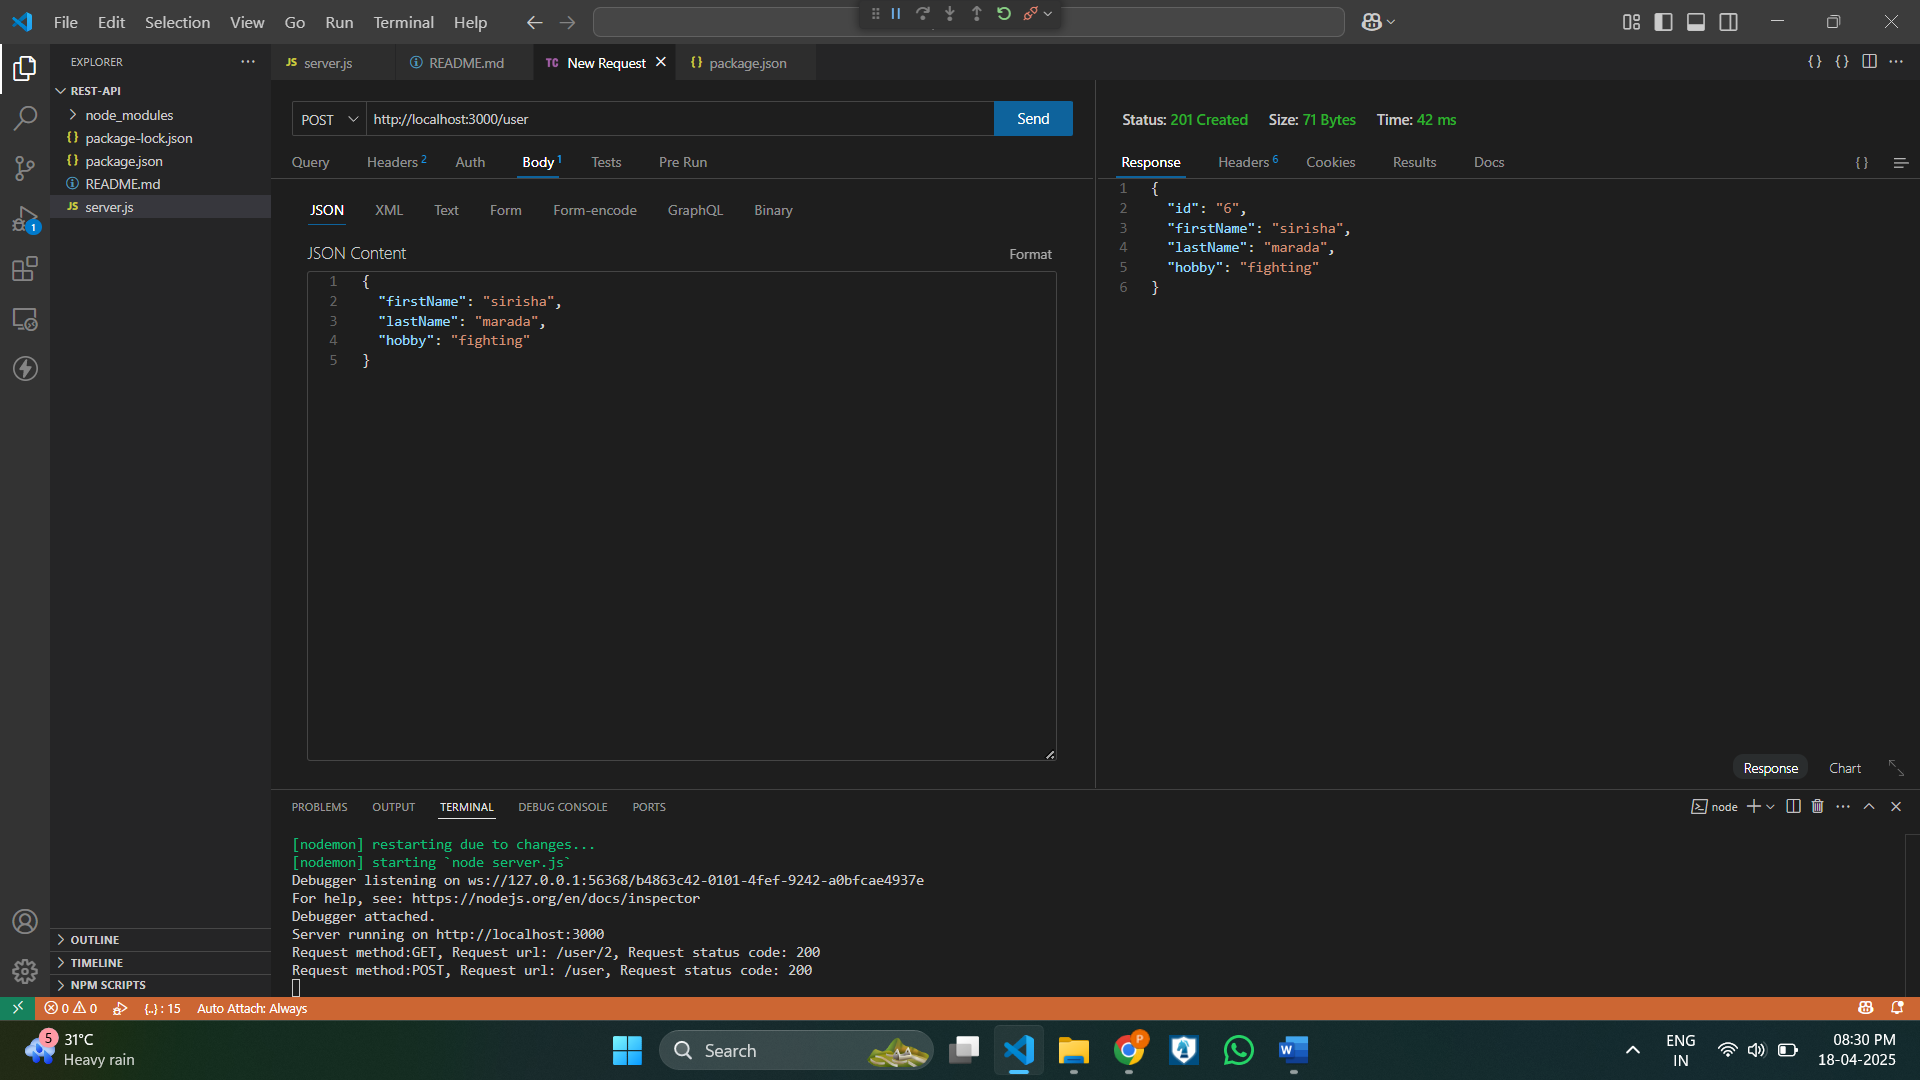 File Edit Selection View Go Run Terminal Help
EXPLORER
REST-API
node_modules
{} package-lock.json
{} package.json
README.md
JS server.js
1
OUTLINE
TIMELINE
NPM SCRIPTS
JS server.js README.md TC New Request {} package.json
POST http://localhost:3000/user Send
Query Headers 2 Auth Body 1 Tests Pre Run
JSON XML Text Form Form-encode GraphQL Binary
JSON Content Format
1 {
2 "firstName": "sirisha",
3 "lastName": "marada",
4 "hobby": "fighting"
5 }
Status: 201 Created Size: 71 Bytes Time: 42 ms
Response Headers 6 Cookies Results Docs {}
1 {
2 "id": "6",
3 "firstName": "sirisha",
4 "lastName": "marada",
5 "hobby": "fighting"
6 }
Response Chart
PROBLEMS OUTPUT TERMINAL DEBUG CONSOLE PORTS node
[nodemon] restarting due to changes...
[nodemon] starting `node server.js`
Debugger listening on ws://127.0.0.1:56368/b4863c42-0101-4fef-9242-a0bfcae4937e
For help, see: https://nodejs.org/en/docs/inspector
Debugger attached.
Server running on http://localhost:3000
Request method:GET, Request url: /user/2, Request status code: 200
Request method:POST, Request url: /user, Request status code: 200
0 0 {..} : 15 Auto Attach: Always
5 31°C
Heavy rain
Search
P
W
ENG
IN
08:30 PM
18-04-2025